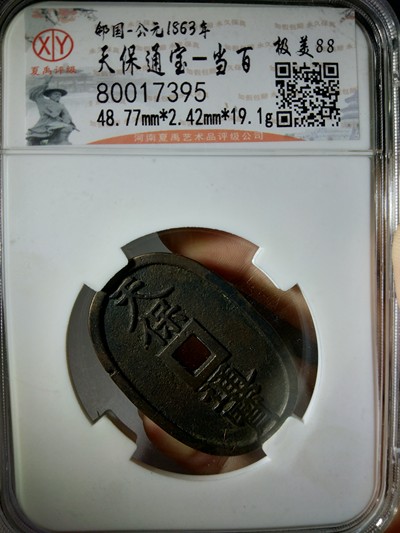 邮国-公元1863年
天保通宝-当百 极美88
80017395
48.77mm*2.42mm*19.1g
XY
夏禹评级
河南夏禹艺术品评级公司
天保
通寳